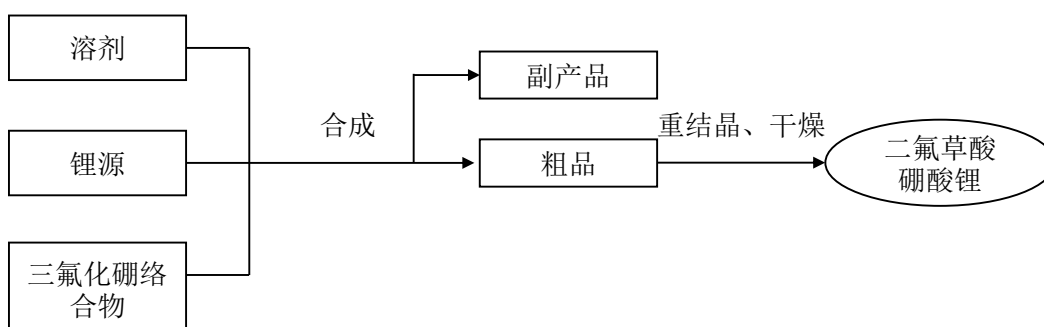 溶剂
副产品
合成
重结晶、干燥
锂源
粗品
二氟草酸
硼酸锂
三氟化硼络
合物